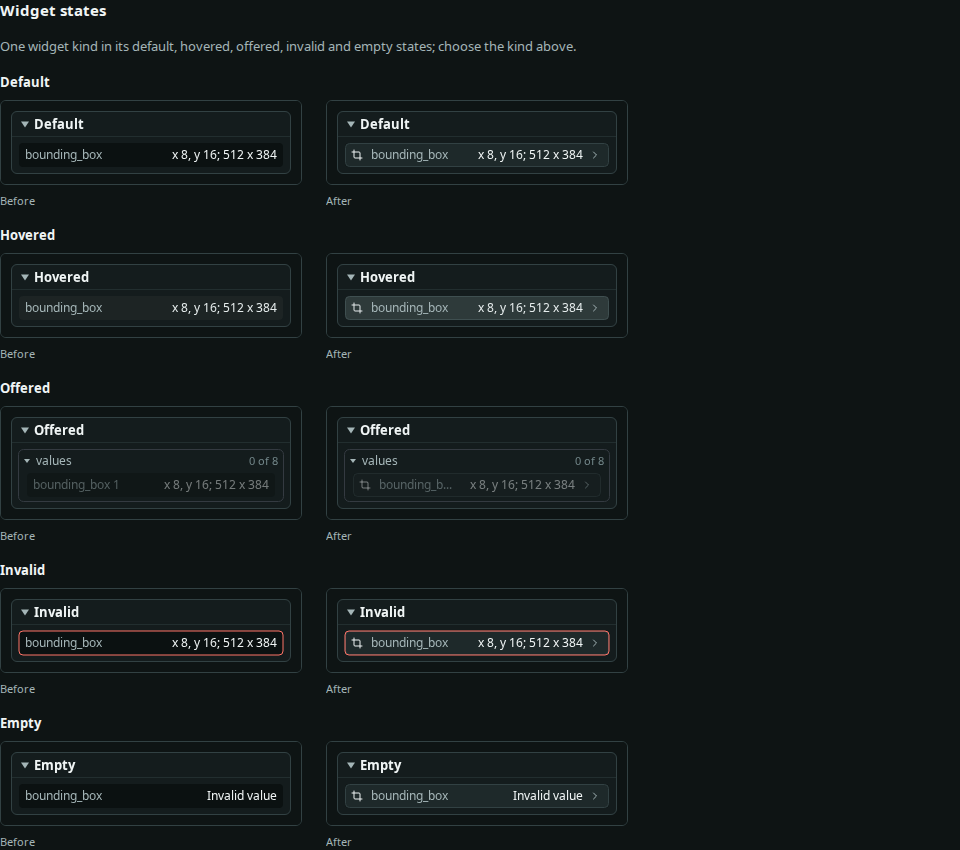 Widget states
One widget kind in its default, hovered, offered, invalid and empty states; choose the kind above.
Default
Default
bounding_box x 8, y 16; 512 x 384
Before
Default
bounding_box x 8, y 16; 512 x 384
After
Hovered
Hovered
bounding_box x 8, y 16; 512 x 384
Before
Hovered
bounding_box x 8, y 16; 512 x 384
After
Offered
Offered
values 0 of 8
bounding_box 1 x 8, y 16; 512 x 384
Before
Offered
values 0 of 8
bounding_b... x 8, y 16; 512 x 384
After
Invalid
Invalid
bounding_box x 8, y 16; 512 x 384
Before
Invalid
bounding_box x 8, y 16; 512 x 384
After
Empty
Empty
bounding_box Invalid value
Before
Empty
bounding_box Invalid value
After